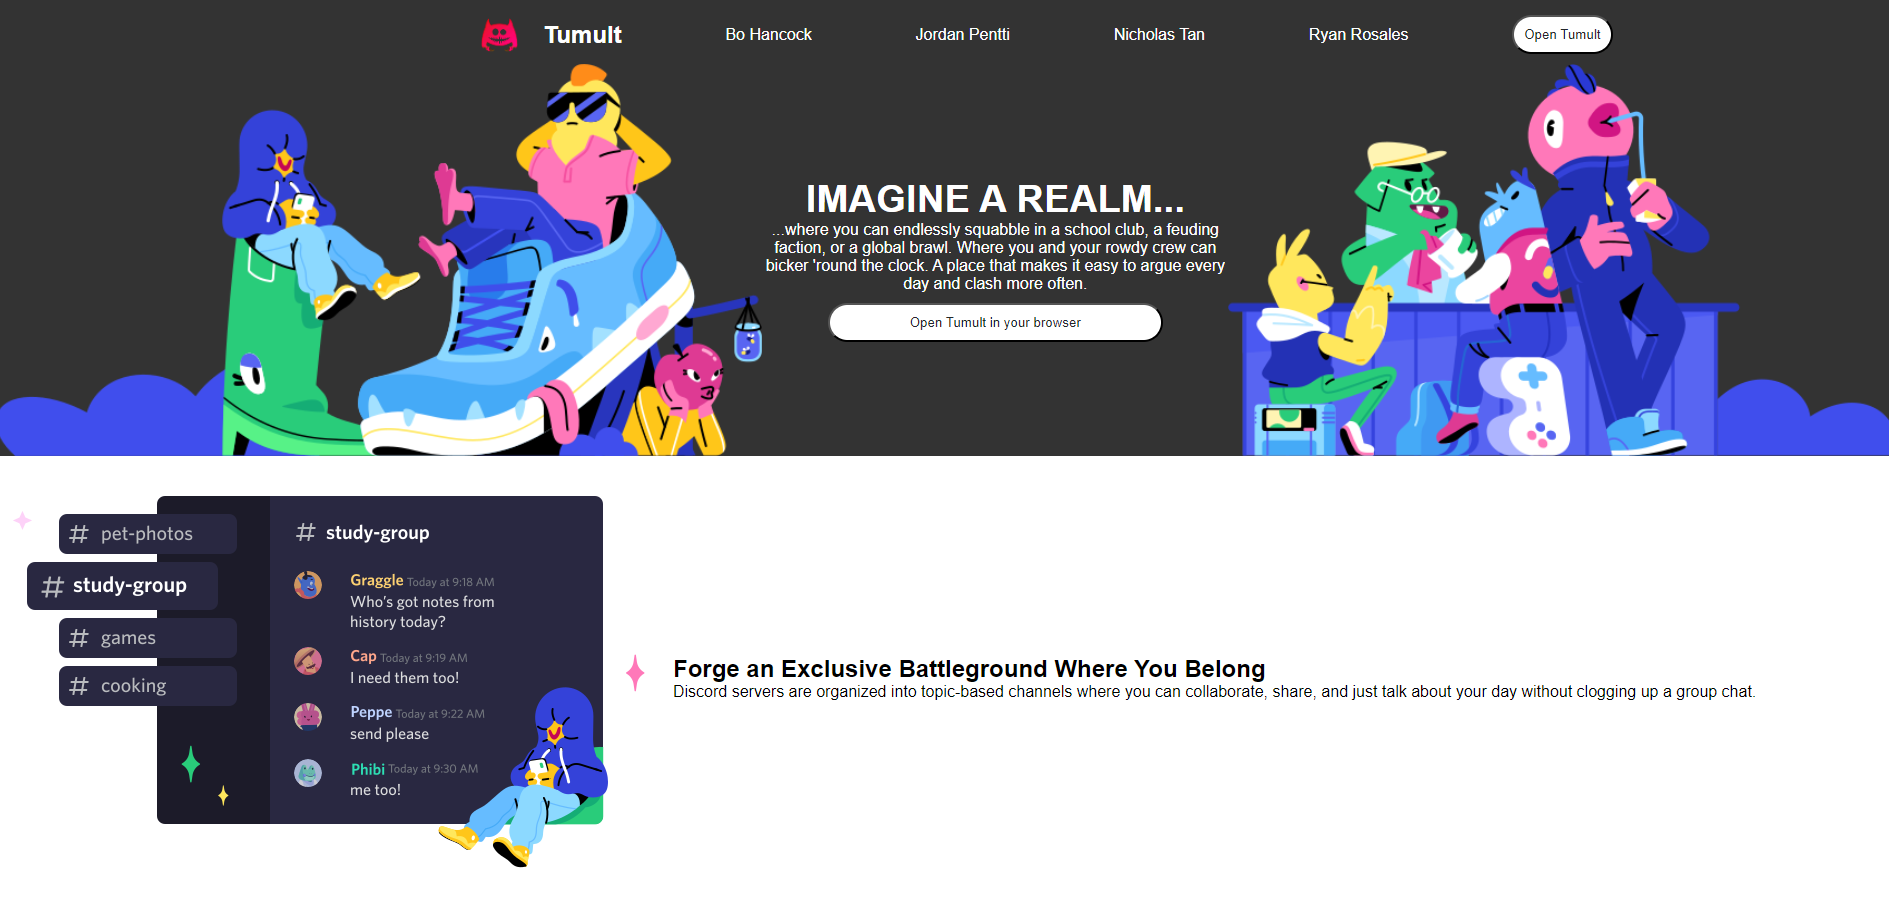 Tumult
Bo Hancock
Jordan Pentti
Nicholas Tan
Ryan Rosales
Open Tumult
IMAGINE A REALM...
...where you can endlessly squabble in a school club, a feuding
faction, or a global brawl. Where you and your rowdy crew can
bicker 'round the clock. A place that makes it easy to argue every
day and clash more often.
Open Tumult in your browser
# pet-photos
# study-group
# games
# cooking
# study-group
Graggle Today at 9:18 AM
Who's got notes from
history today?
Cap Today at 9:19 AM
I need them too!
Peppe Today at 9:22 AM
send please
Phibi Today at 9:30 AM
me too!
Forge an Exclusive Battleground Where You Belong
Discord servers are organized into topic-based channels where you can collaborate, share, and just talk about your day without clogging up a group chat.